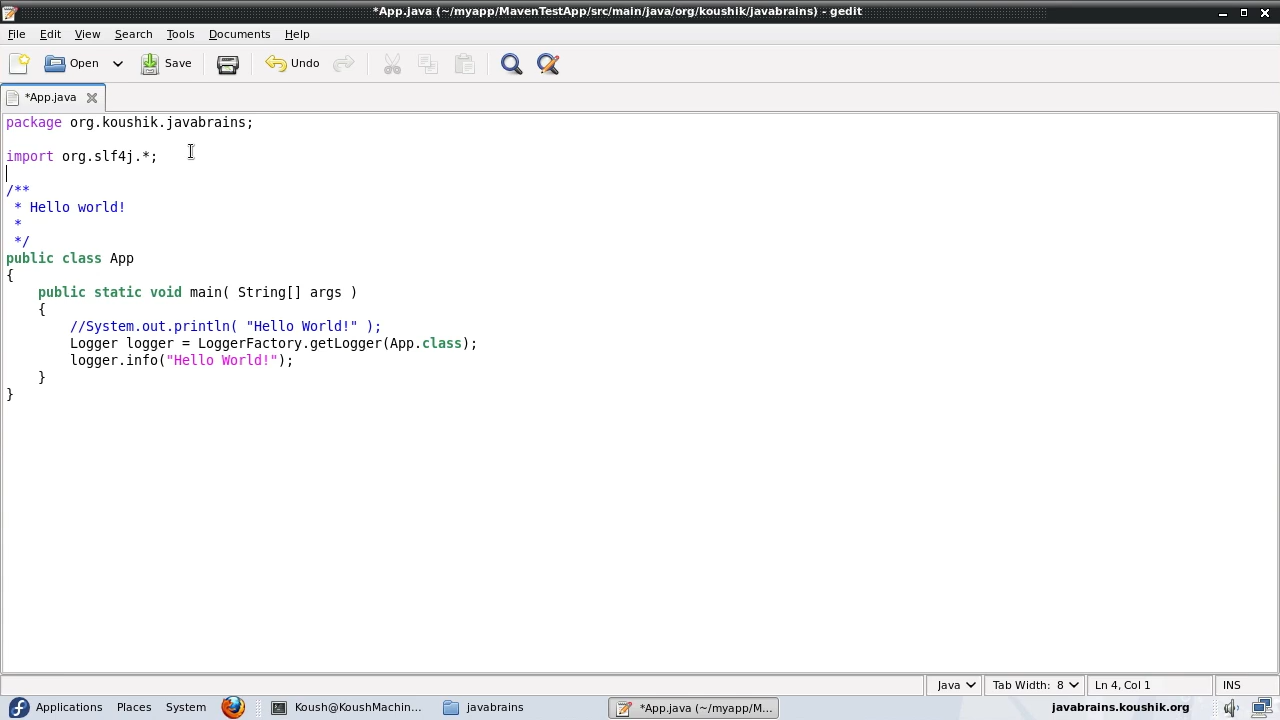 *App.java (~/myapp/MavenTestApp/src/main/java/org/koushik/javabrains) - gedit
File Edit View Search Tools Documents Help
Open Save Undo
*App.java
package org.koushik.javabrains;
import org.slf4j.*;
/**
 * Hello world!
 *
 */
public class App
{
    public static void main( String[] args )
    {
        //System.out.println( "Hello World!" );
        Logger logger = LoggerFactory.getLogger(App.class);
        logger.info("Hello World!");
    }
}
Java Tab Width: 8 Ln 4, Col 1 INS
Applications Places System Koush@KoushMachin... javabrains *App.java (~/myapp/M... javabrains.koushik.org